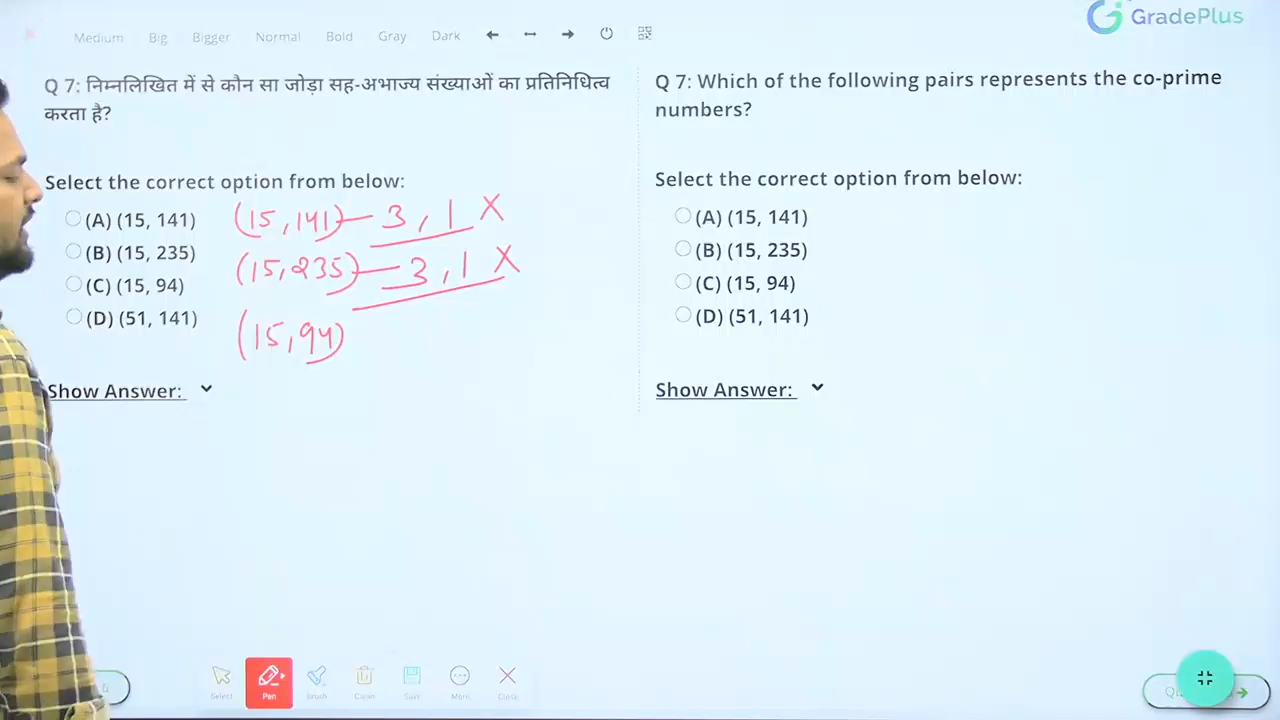 GradePlus
Medium Big Bigger Normal Bold Gray Dark
Q 7: निम्नलिखित में से कौन सा जोड़ा सह-अभाज्य संख्याओं का प्रतिनिधित्व
करता है?
Select the correct option from below:
(A) (15, 141)
(B) (15, 235)
(C) (15, 94)
(D) (51, 141)
(15,141) — 3, 1 X
(15,235) — 3, 1 X
(15,94)
Show Answer:
Q 7: Which of the following pairs represents the co-prime
numbers?
Select the correct option from below:
(A) (15, 141)
(B) (15, 235)
(C) (15, 94)
(D) (51, 141)
Show Answer:
Select Pen Brush Clean Save More Close